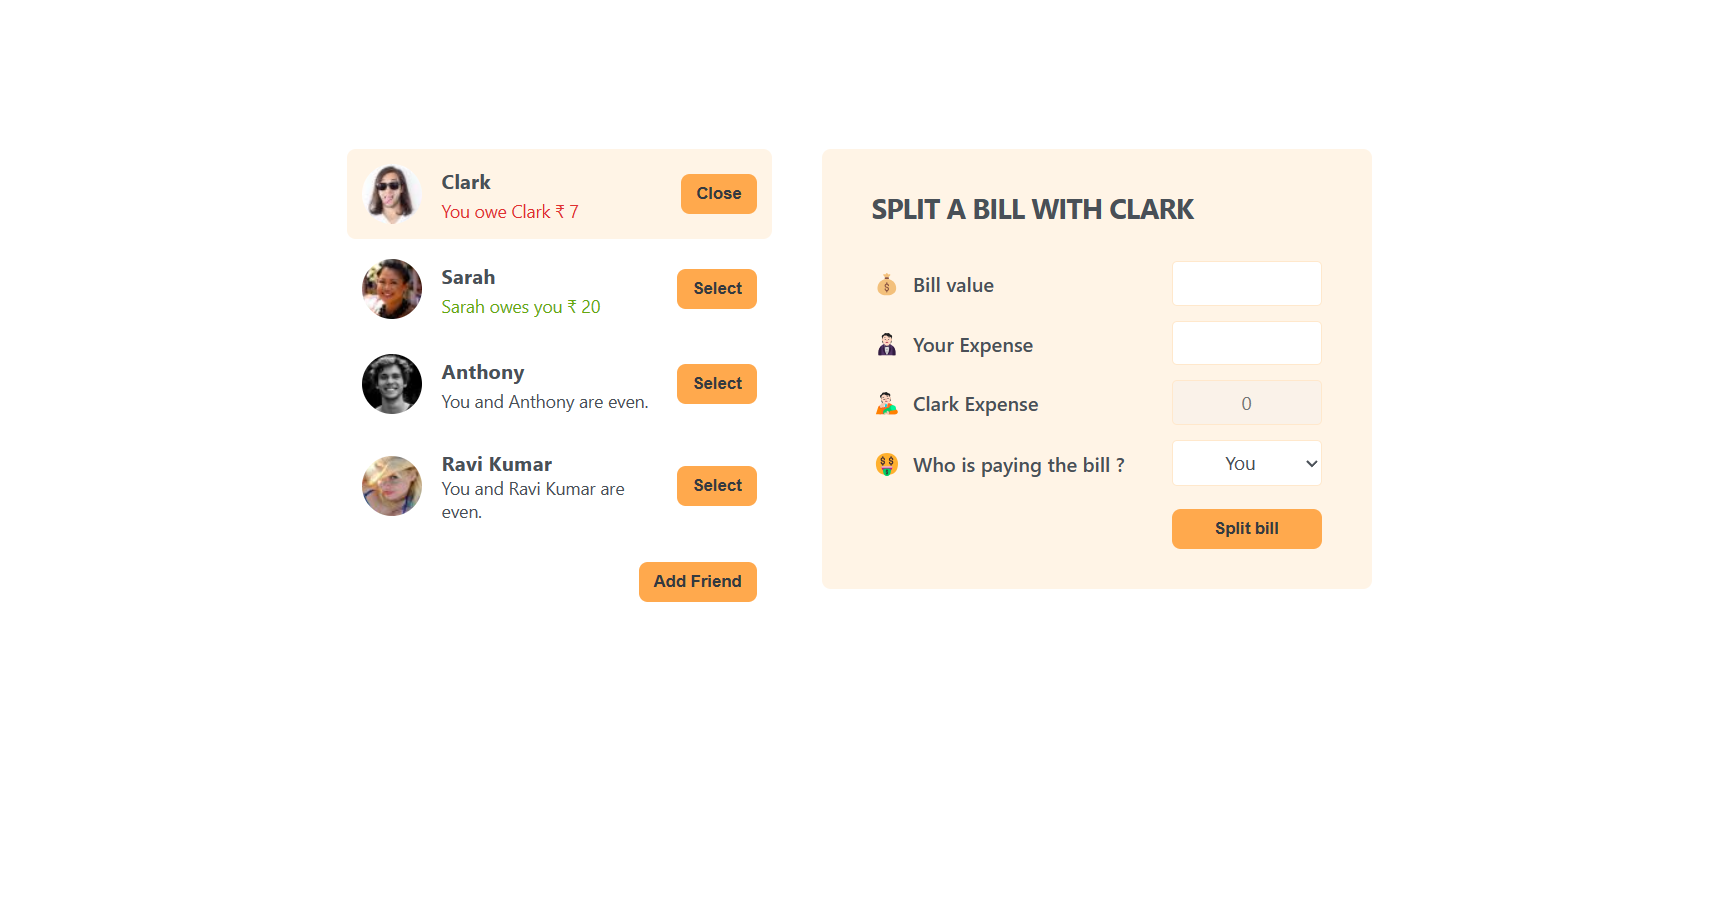 Clark
You owe Clark ₹ 7
Close
Sarah
Sarah owes you ₹ 20
Select
Anthony
You and Anthony are even.
Select
Ravi Kumar
You and Ravi Kumar are
even.
Select
Add Friend
SPLIT A BILL WITH CLARK
Bill value
Your Expense
Clark Expense
0
Who is paying the bill ?
You
Split bill